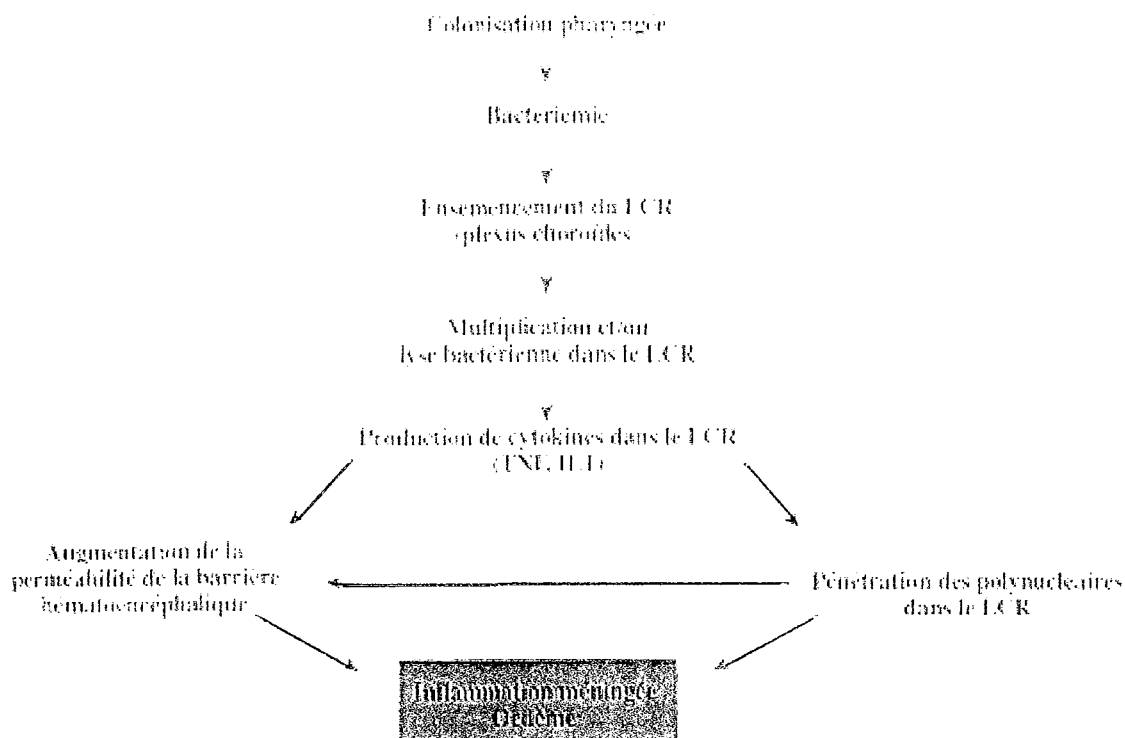 Colonisation pharyngée
Bactériemie
Ensemencement du LCR
(plexus choroïdes
Multiplication et/ou
lyse bactérienne dans le LCR
Production de cytokines dans le LCR
(TNF, IL1)
Augmentation de la
perméabilité de la barrière
hématoencéphalique
Pénétration des polynucleaires
dans le LCR
Inflammation méningée
Oedème